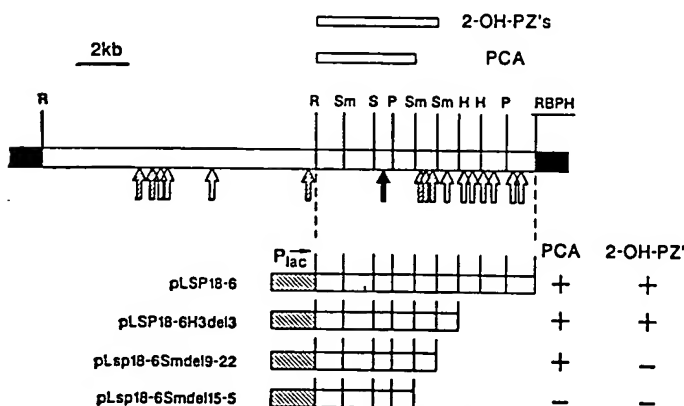 2-OH-PZ's
2kb
PCA
R
R Sm S P Sm Sm H H P RBPH
Plac
PCA 2-OH-PZ'
pLSP18-6 + +
pLSP18-6H3del3 + +
pLsp18-6Smdel9-22 + −
pLsp18-6Smdel15-5 − −